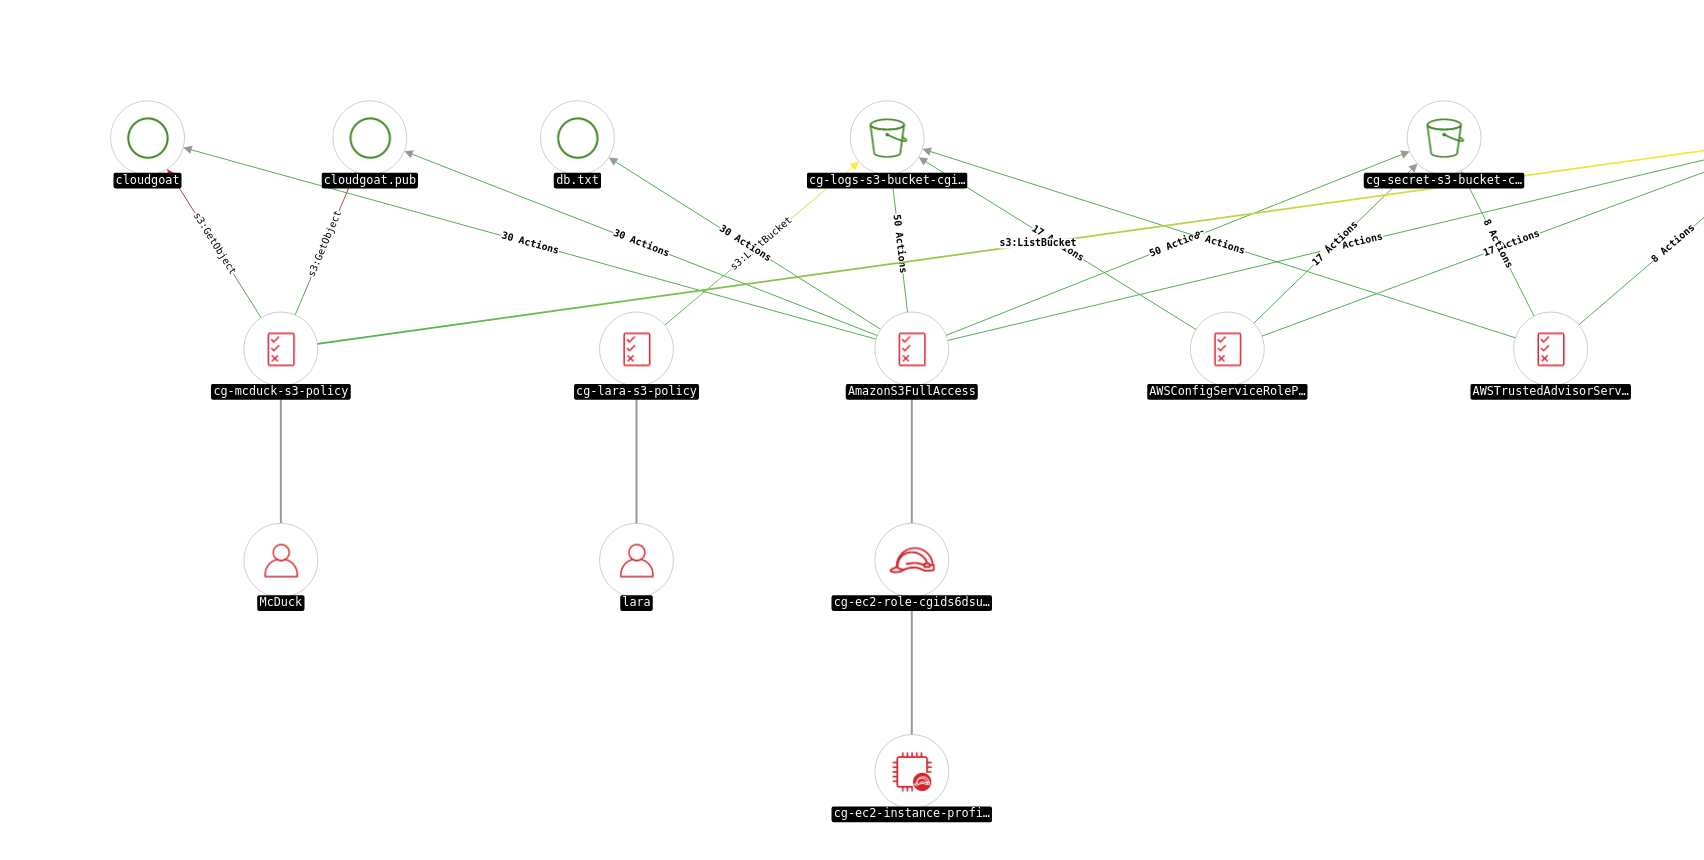 cloudgoat
cloudgoat.pub
db.txt
cg-logs-s3-bucket-cgi…
cg-secret-s3-bucket-c…
s3:GetObject
s3:GetObject
30 Actions
30 Actions
30 Actions
s3:ListBucket
50 Actions
s3:ListBucket
17 Actions
50 Actions
8 Actions
17 Actions
Actions
8 Actions
17 Actions
8 Actions
cg-mcduck-s3-policy
cg-lara-s3-policy
AmazonS3FullAccess
AWSConfigServiceRoleP…
AWSTrustedAdvisorServ…
McDuck
lara
cg-ec2-role-cgids6dsu…
cg-ec2-instance-profi…